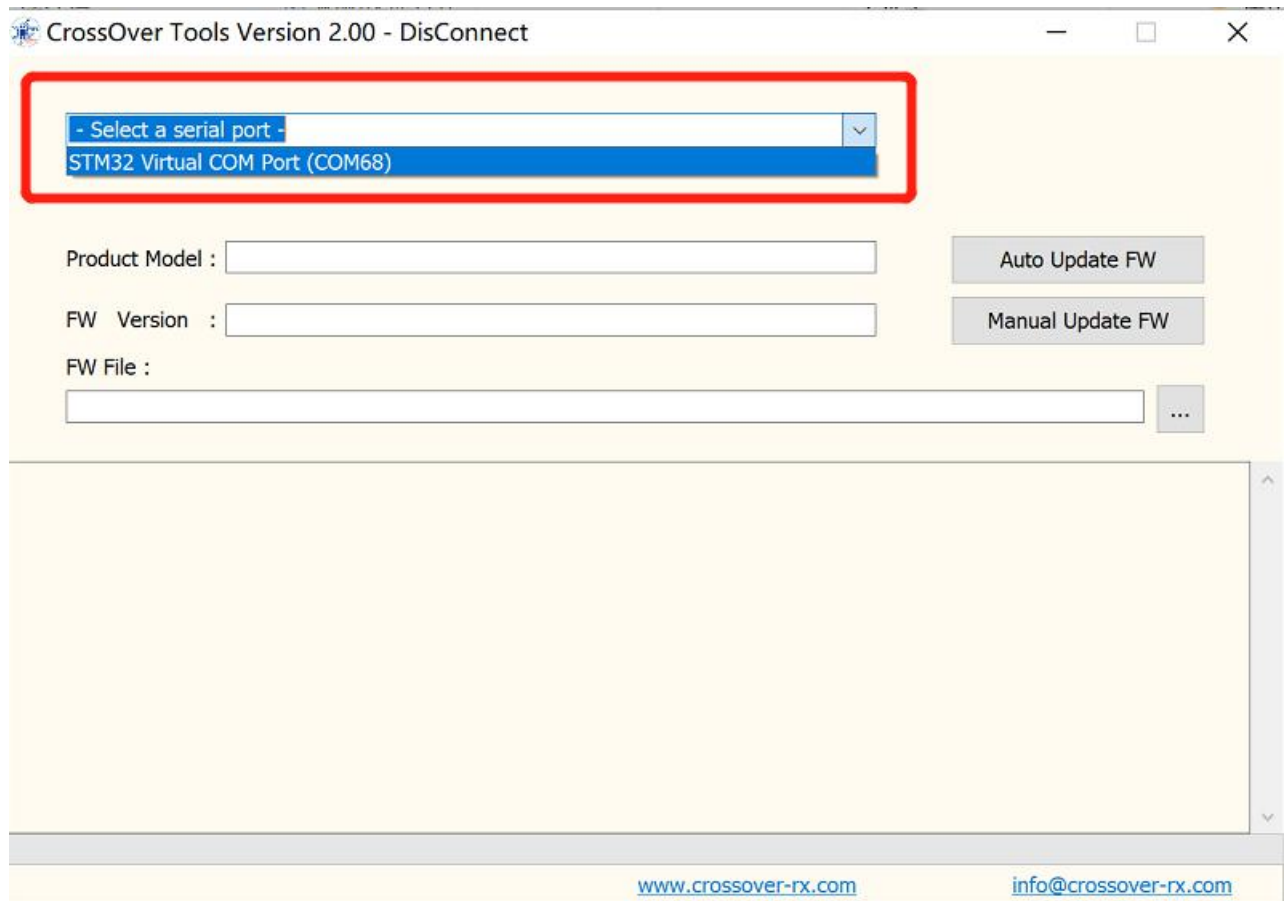 CrossOver Tools Version 2.00 - DisConnect
- Select a serial port -
STM32 Virtual COM Port (COM68)
Product Model :
Auto Update FW
FW Version :
Manual Update FW
FW File :
...
www.crossover-rx.com
info@crossover-rx.com